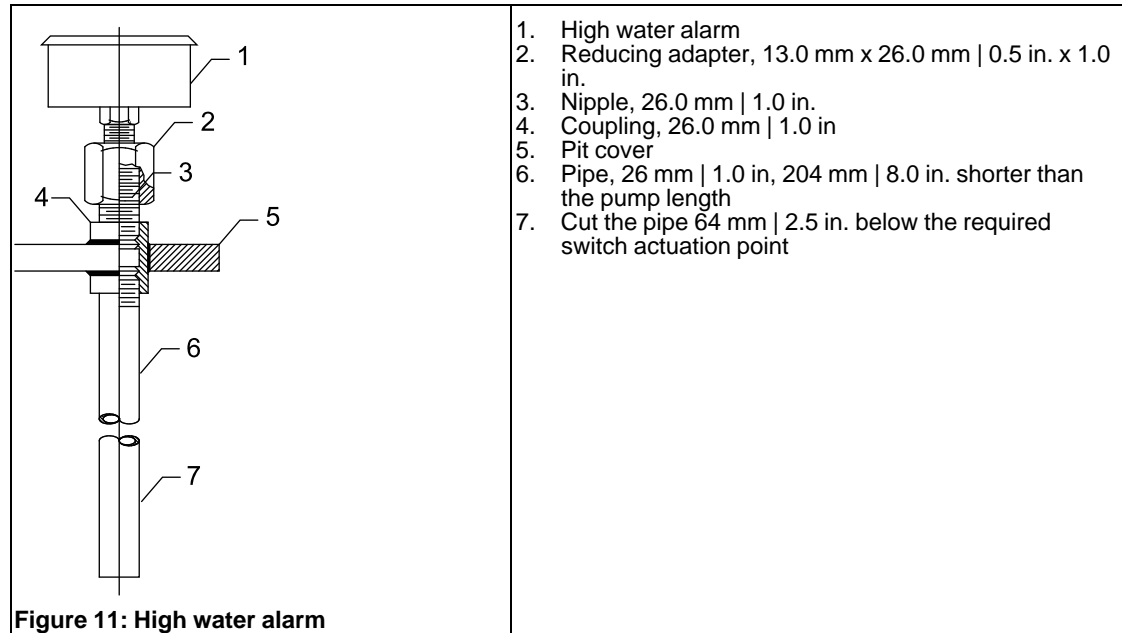 1
2
3
4
5
6
7
Figure 11: High water alarm
1. High water alarm
2. Reducing adapter, 13.0 mm x 26.0 mm | 0.5 in. x 1.0
in.
3. Nipple, 26.0 mm | 1.0 in.
4. Coupling, 26.0 mm | 1.0 in
5. Pit cover
6. Pipe, 26 mm | 1.0 in, 204 mm | 8.0 in. shorter than
the pump length
7. Cut the pipe 64 mm | 2.5 in. below the required
switch actuation point